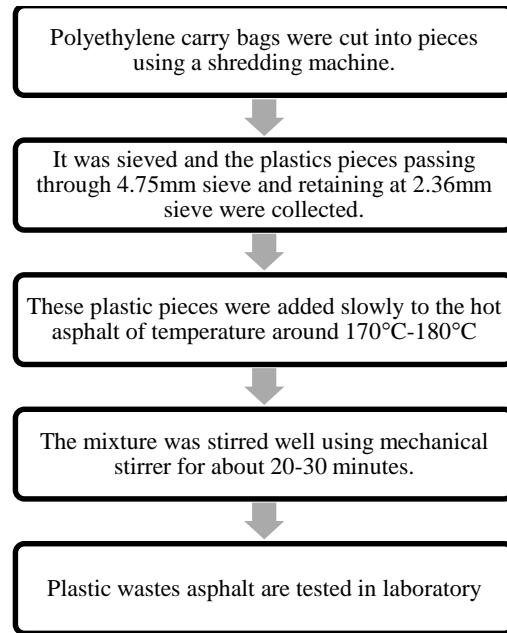 Polyethylene carry bags were cut into pieces
using a shredding machine.
It was sieved and the plastics pieces passing
through 4.75mm sieve and retaining at 2.36mm
sieve were collected.
These plastic pieces were added slowly to the hot
asphalt of temperature around 170°C-180°C
The mixture was stirred well using mechanical
stirrer for about 20-30 minutes.
Plastic wastes asphalt are tested in laboratory